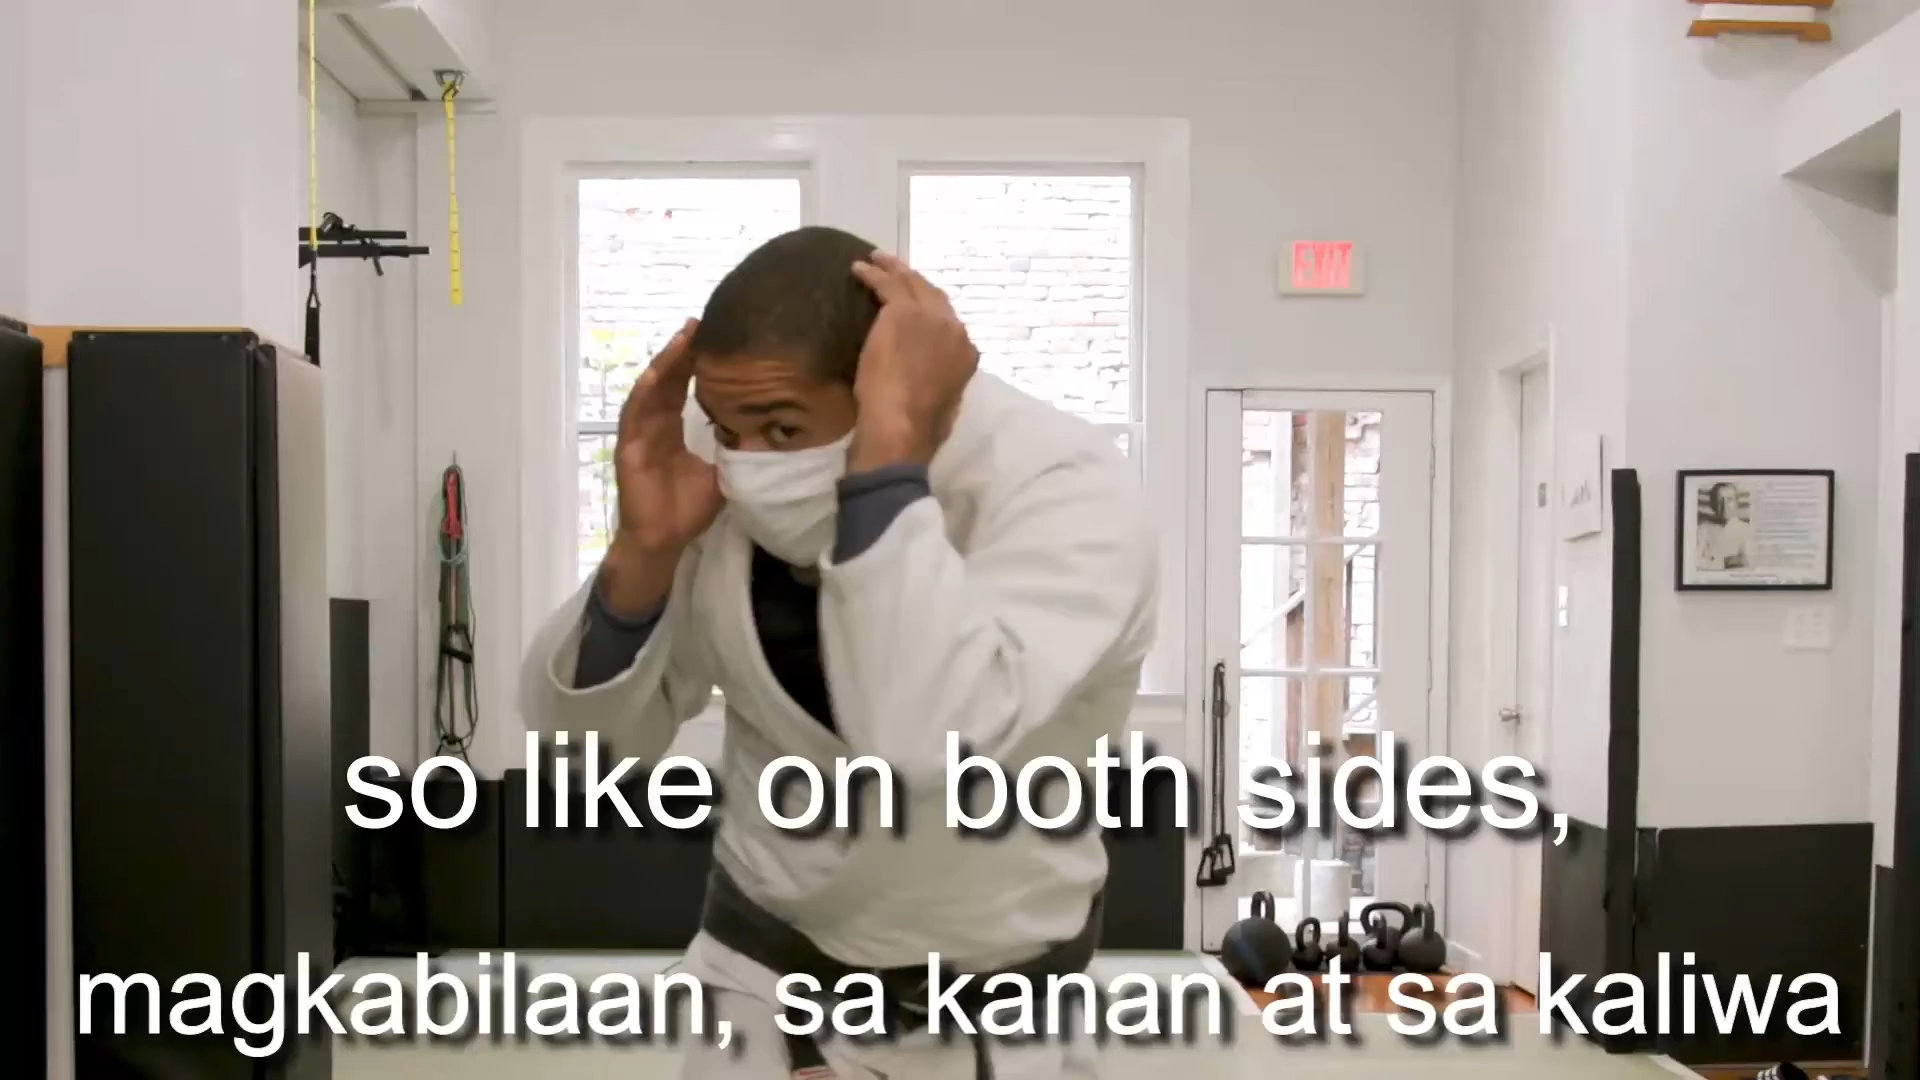 EXIT
so like on both sides,
magkabilaan, sa kanan at sa kaliwa